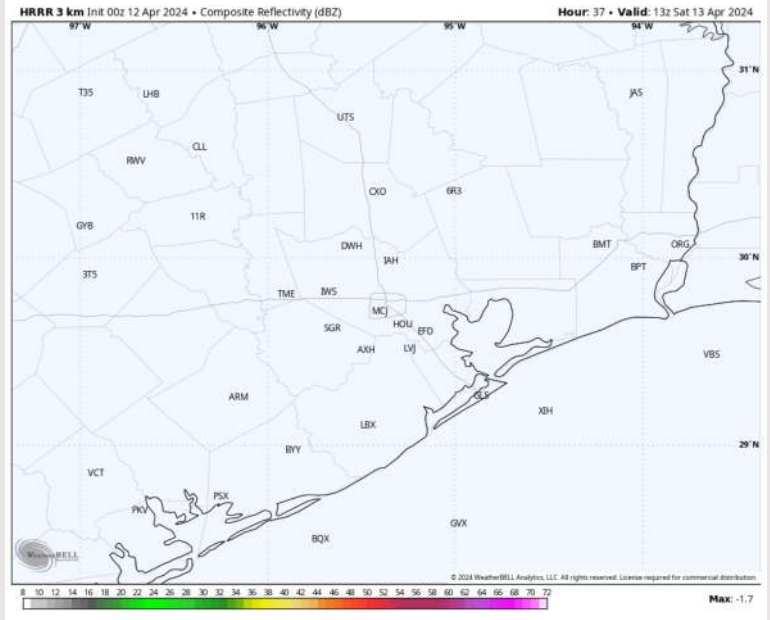 HRRR 3 km Init 00z 12 Apr 2024 • Composite Reflectivity (dBZ)
Hour: 37 • Valid: 13z Sat 13 Apr 2024
97°W 96°W 95°W 94°W
31°N
T35 LHB JAS
UTS
CLL
RWV
CXO 6R3
11R
GYB
DWH BMT ORG
30°N
IAH
BPT
3T5
TME IWS
MCJ
SGR HOU EFD
AXH LVJ
VBS
ARM GLS
XIH
LBX
29°N
BYY
VCT
PKV PSX
GVX
BQX
WeatherBELL
© 2024 WeatherBELL Analytics, LLC. All rights reserved. License required for commercial distribution.
8 10 12 14 16 18 20 22 24 26 28 30 32 34 36 38 40 42 44 46 48 50 52 54 56 58 60 62 64 66 68 70 72
Max: -1.7